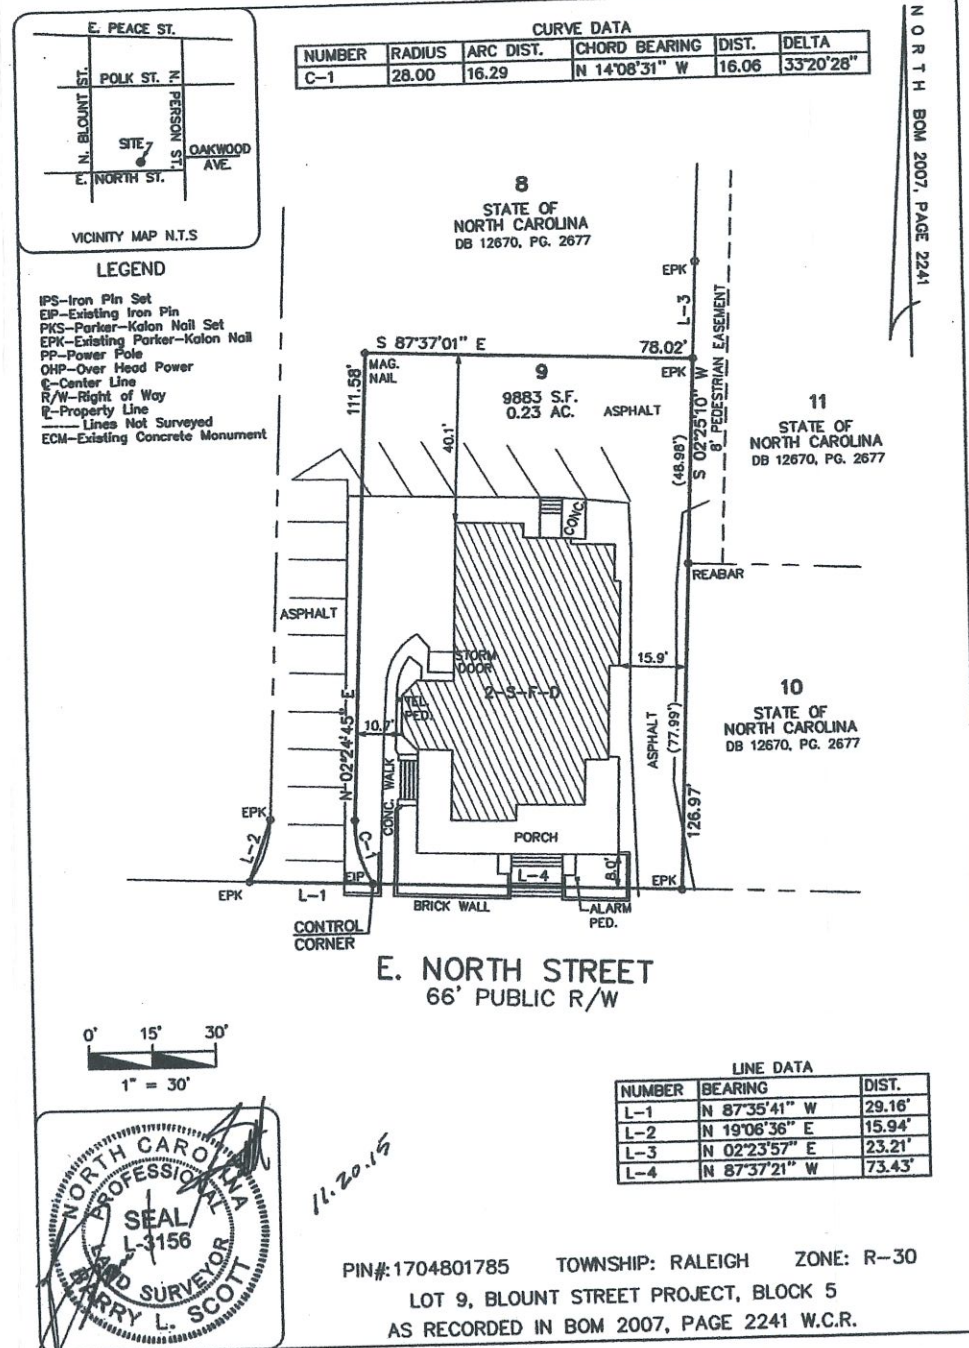 E. PEACE ST.
N. BLOUNT ST.
POLK ST.
N. PERSON ST.
SITE
OAKWOOD
AVE.
E. NORTH ST.
VICINITY MAP N.T.S
CURVE DATA
NUMBER RADIUS ARC DIST. CHORD BEARING DIST. DELTA
C-1 28.00 16.29 N 14°08'31" W 16.06 33°20'28"
NORTH BOM 2007, PAGE 2241
LEGEND
IPS-Iron Pin Set
EIP-Existing Iron Pin
PKS-Parker-Kalon Nail Set
EPK-Existing Parker-Kalon Nail
PP-Power Pole
OHP-Over Head Power
℄-Center Line
R/W-Right of Way
PL-Property Line
------ Lines Not Surveyed
ECM-Existing Concrete Monument
8
STATE OF
NORTH CAROLINA
DB 12670, PG. 2677
EPK
L-3
8' PEDESTRIAN EASEMENT
S 87°37'01" E 78.02'
MAG.
NAIL
EPK
111.58'
9
9883 S.F.
0.23 AC.
ASPHALT
40.1'
S 02°25'10" W
(48.98')
11
STATE OF
NORTH CAROLINA
DB 12670, PG. 2677
CONC.
REABAR
ASPHALT
STORM
DOOR
15.9'
2-S-F-D
TEL.
PED.
10.7'
N 02°24'45" E
CONC. WALK
ASPHALT
(77.99')
10
STATE OF
NORTH CAROLINA
DB 12670, PG. 2677
126.97'
EPK
L-2
C-1
PORCH
8.0'
L-4
EIP
EPK
EPK
L-1
BRICK WALL
ALARM
PED.
CONTROL
CORNER
E. NORTH STREET
66' PUBLIC R/W
0' 15' 30'
1" = 30'
LINE DATA
NUMBER BEARING DIST.
L-1 N 87°35'41" W 29.16'
L-2 N 19°06'36" E 15.94'
L-3 N 02°23'57" E 23.21'
L-4 N 87°37'21" W 73.43'
NORTH CAROLINA
PROFESSIONAL
SEAL
L-3156
LAND SURVEYOR
BARRY L. SCOTT
11.20.15
PIN#:1704801785 TOWNSHIP: RALEIGH ZONE: R-30
LOT 9, BLOUNT STREET PROJECT, BLOCK 5
AS RECORDED IN BOM 2007, PAGE 2241 W.C.R.